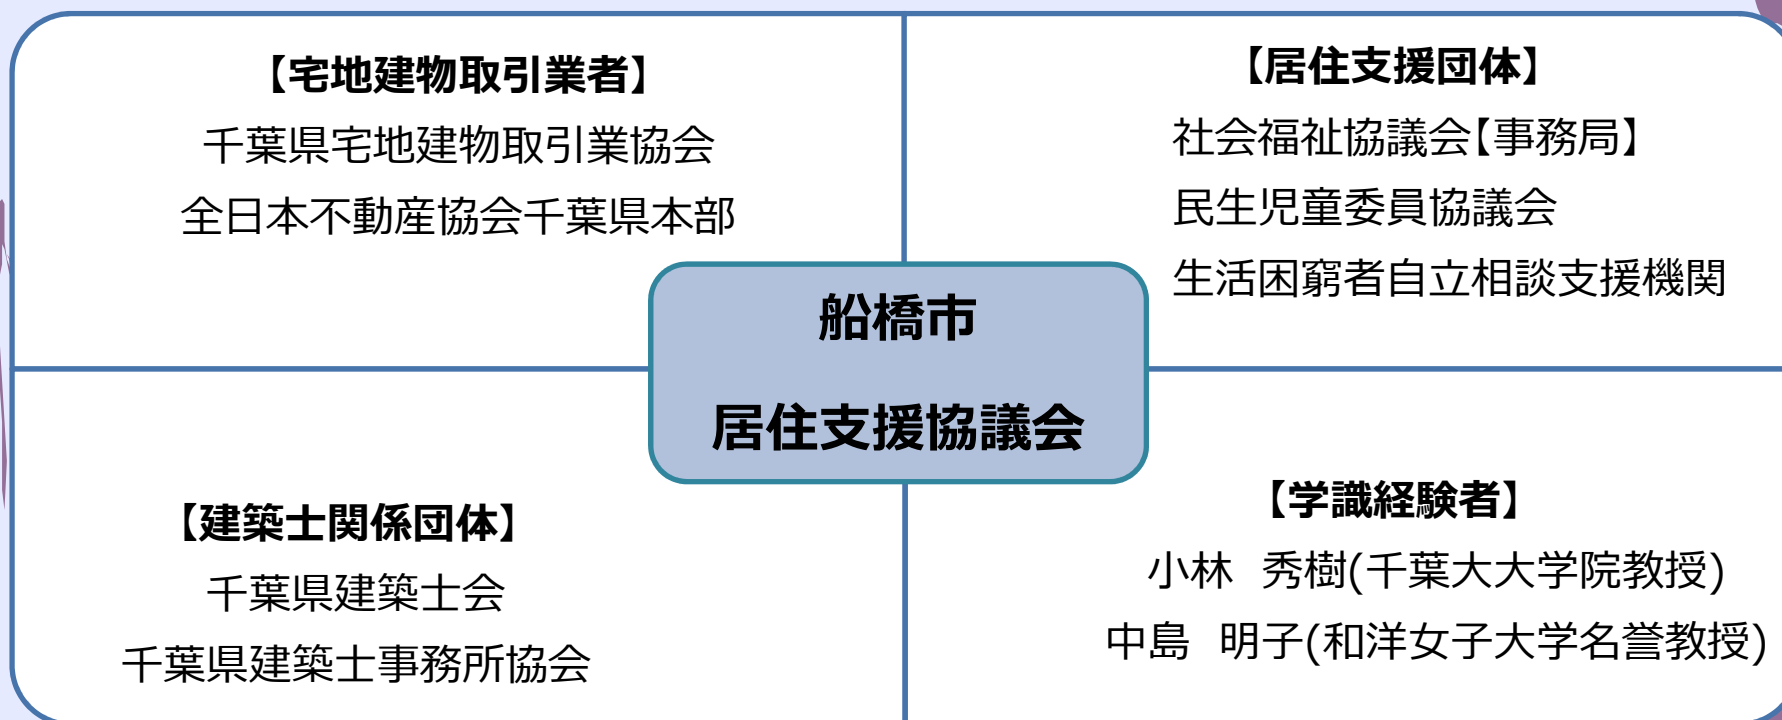 【宅地建物取引業者】
千葉県宅地建物取引業協会
全日本不動産協会千葉県本部
【居住支援団体】
社会福祉協議会【事務局】
民生児童委員協議会
生活困窮者自立相談支援機関
船橋市
居住支援協議会
【建築士関係団体】
千葉県建築士会
千葉県建築士事務所協会
【学識経験者】
小林　秀樹(千葉大大学院教授)
中島　明子(和洋女子大学名誉教授)